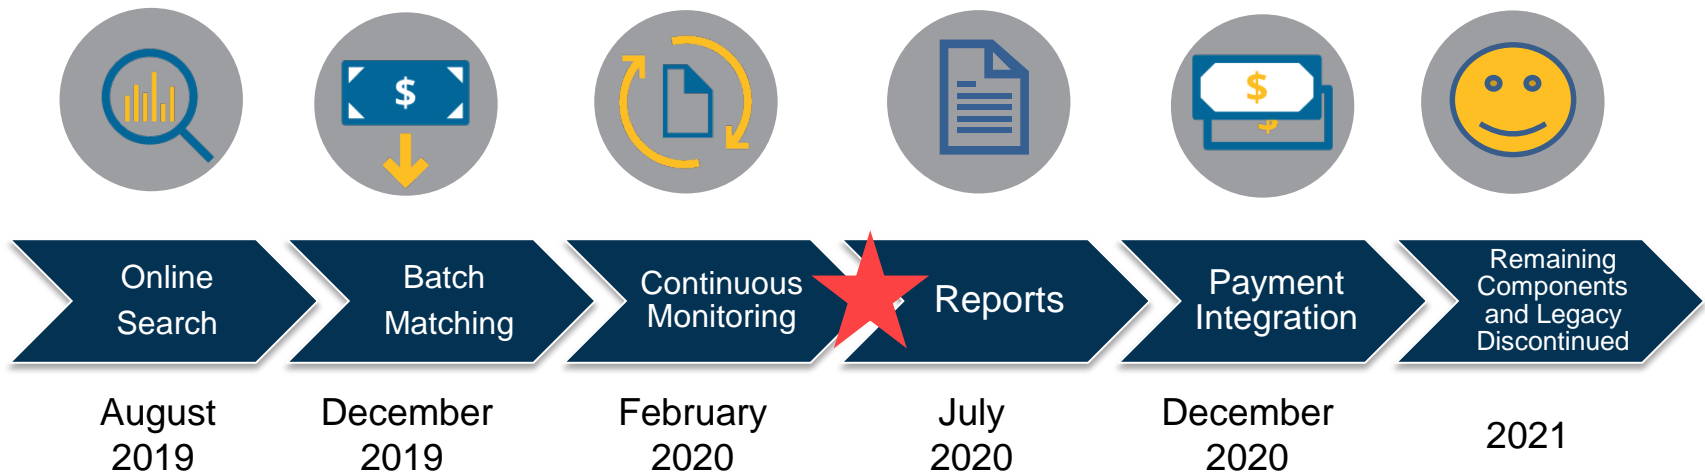 $
$
$
Online
Search
Batch
Matching
Continuous
Monitoring
Reports
Payment
Integration
Remaining
Components
and Legacy
Discontinued
August
2019
December
2019
February
2020
July
2020
December
2020
2021